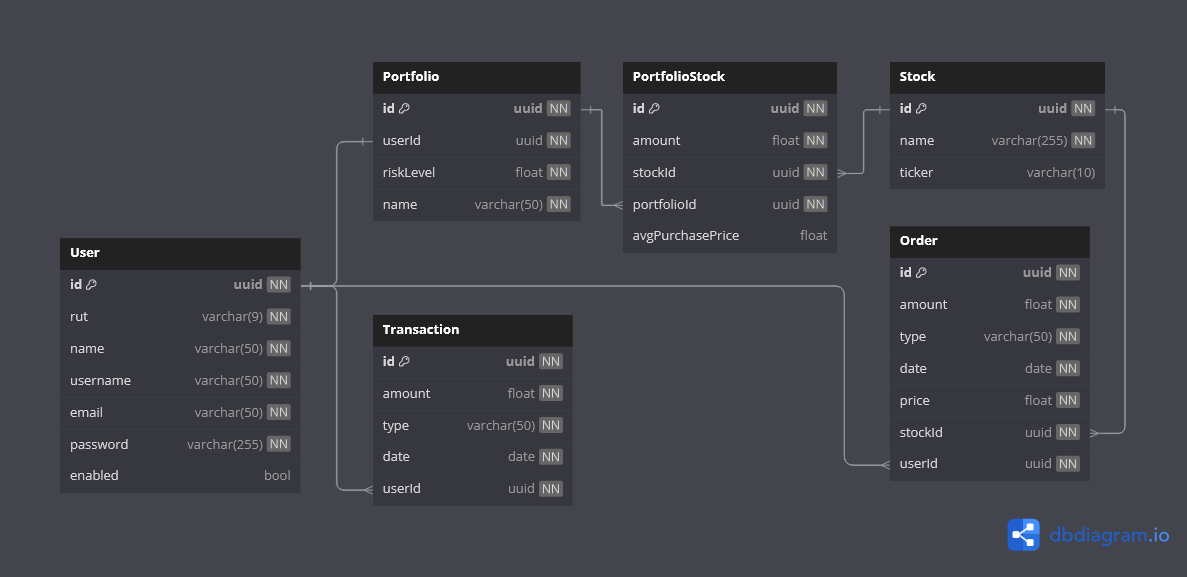 Portfolio
id uuid NN
userId uuid NN
riskLevel float NN
name varchar(50) NN
PortfolioStock
id uuid NN
amount float NN
stockId uuid NN
portfolioId uuid NN
avgPurchasePrice float
Stock
id uuid NN
name varchar(255) NN
ticker varchar(10)
User
id uuid NN
rut varchar(9) NN
name varchar(50) NN
username varchar(50) NN
email varchar(50) NN
password varchar(255) NN
enabled bool
Transaction
id uuid NN
amount float NN
type varchar(50) NN
date date NN
userId uuid NN
Order
id uuid NN
amount float NN
type varchar(50) NN
date date NN
price float NN
stockId uuid NN
userId uuid NN
dbdiagram.io